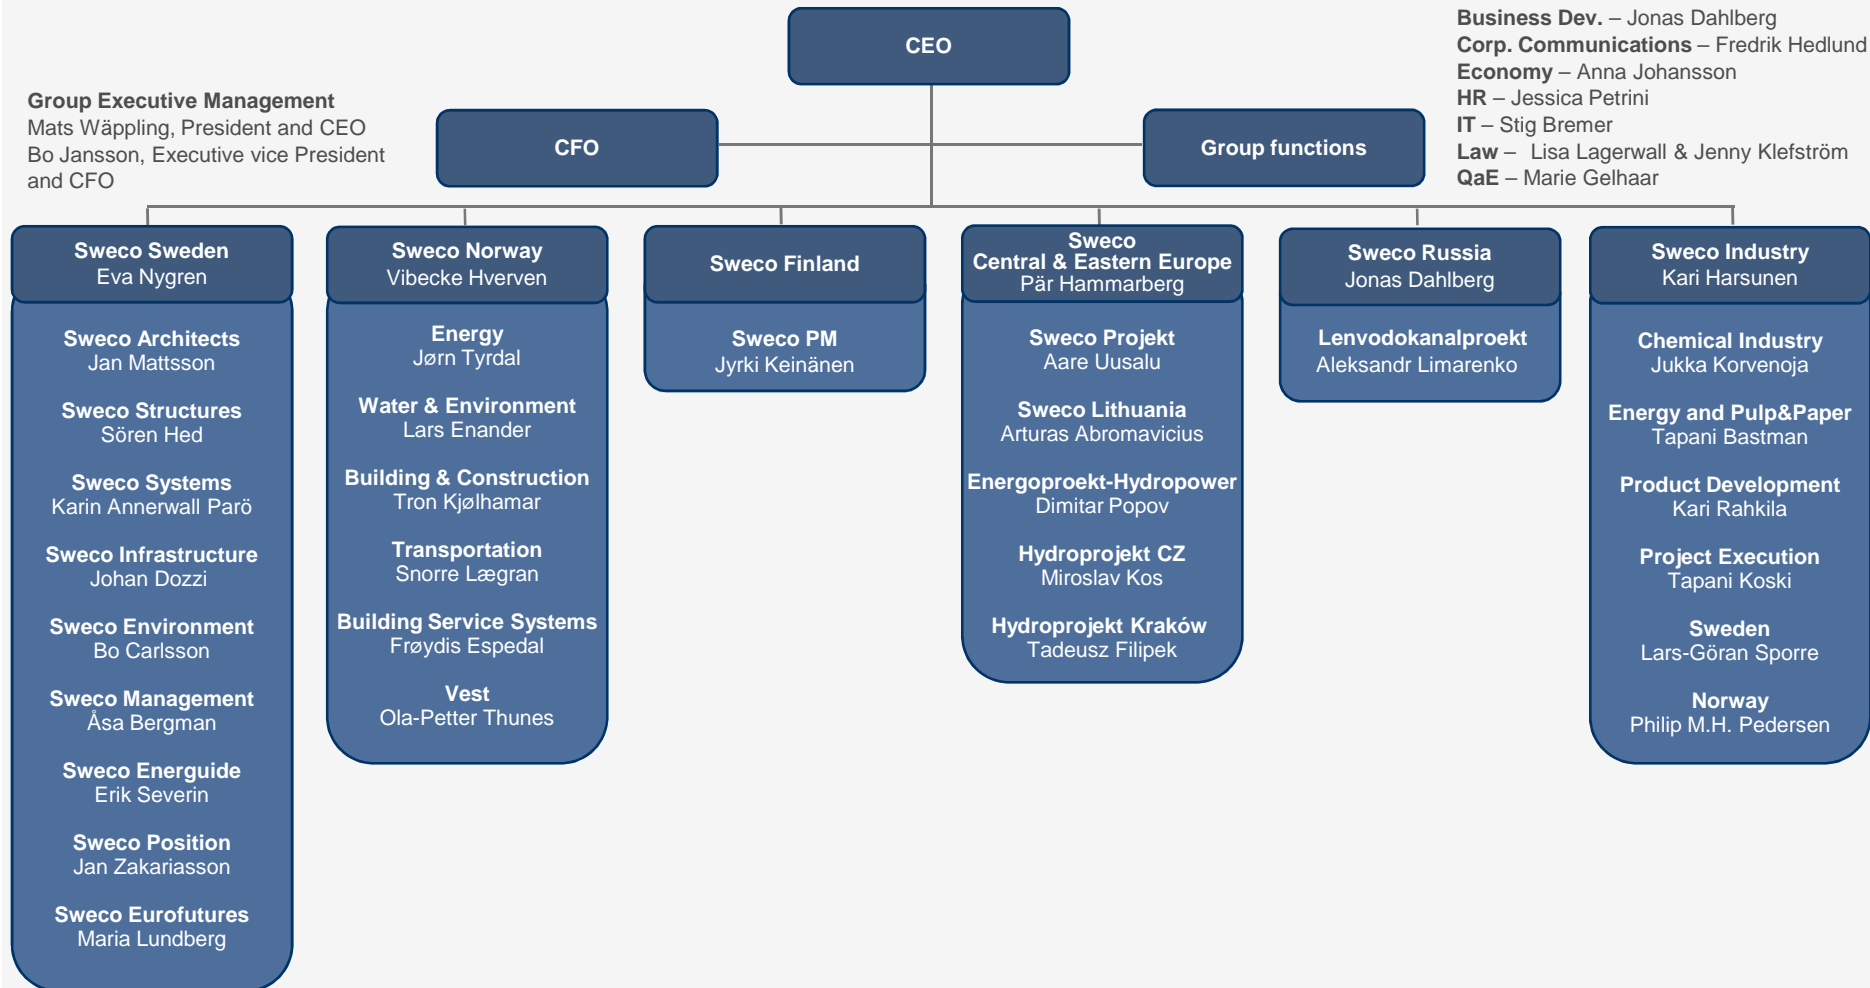 CEO
Business Dev. – Jonas Dahlberg
Corp. Communications – Fredrik Hedlund
Economy – Anna Johansson
HR – Jessica Petrini
IT – Stig Bremer
Law – Lisa Lagerwall & Jenny Klefström
QaE – Marie Gelhaar
Group Executive Management
Mats Wäppling, President and CEO
Bo Jansson, Executive vice President
and CFO
CFO
Group functions
Sweco Sweden
Eva Nygren
Sweco Architects
Jan Mattsson
Sweco Structures
Sören Hed
Sweco Systems
Karin Annerwall Parö
Sweco Infrastructure
Johan Dozzi
Sweco Environment
Bo Carlsson
Sweco Management
Åsa Bergman
Sweco Energuide
Erik Severin
Sweco Position
Jan Zakariasson
Sweco Eurofutures
Maria Lundberg
Sweco Norway
Vibecke Hverven
Energy
Jørn Tyrdal
Water & Environment
Lars Enander
Building & Construction
Tron Kjølhamar
Transportation
Snorre Lægran
Building Service Systems
Frøydis Espedal
Vest
Ola-Petter Thunes
Sweco Finland
Sweco PM
Jyrki Keinänen
Sweco
Central & Eastern Europe
Pär Hammarberg
Sweco Projekt
Aare Uusalu
Sweco Lithuania
Arturas Abromavicius
Energoproekt-Hydropower
Dimitar Popov
Hydroprojekt CZ
Miroslav Kos
Hydroprojekt Kraków
Tadeusz Filipek
Sweco Russia
Jonas Dahlberg
Lenvodokanalproekt
Aleksandr Limarenko
Sweco Industry
Kari Harsunen
Chemical Industry
Jukka Korvenoja
Energy and Pulp&Paper
Tapani Bastman
Product Development
Kari Rahkila
Project Execution
Tapani Koski
Sweden
Lars-Göran Sporre
Norway
Philip M.H. Pedersen